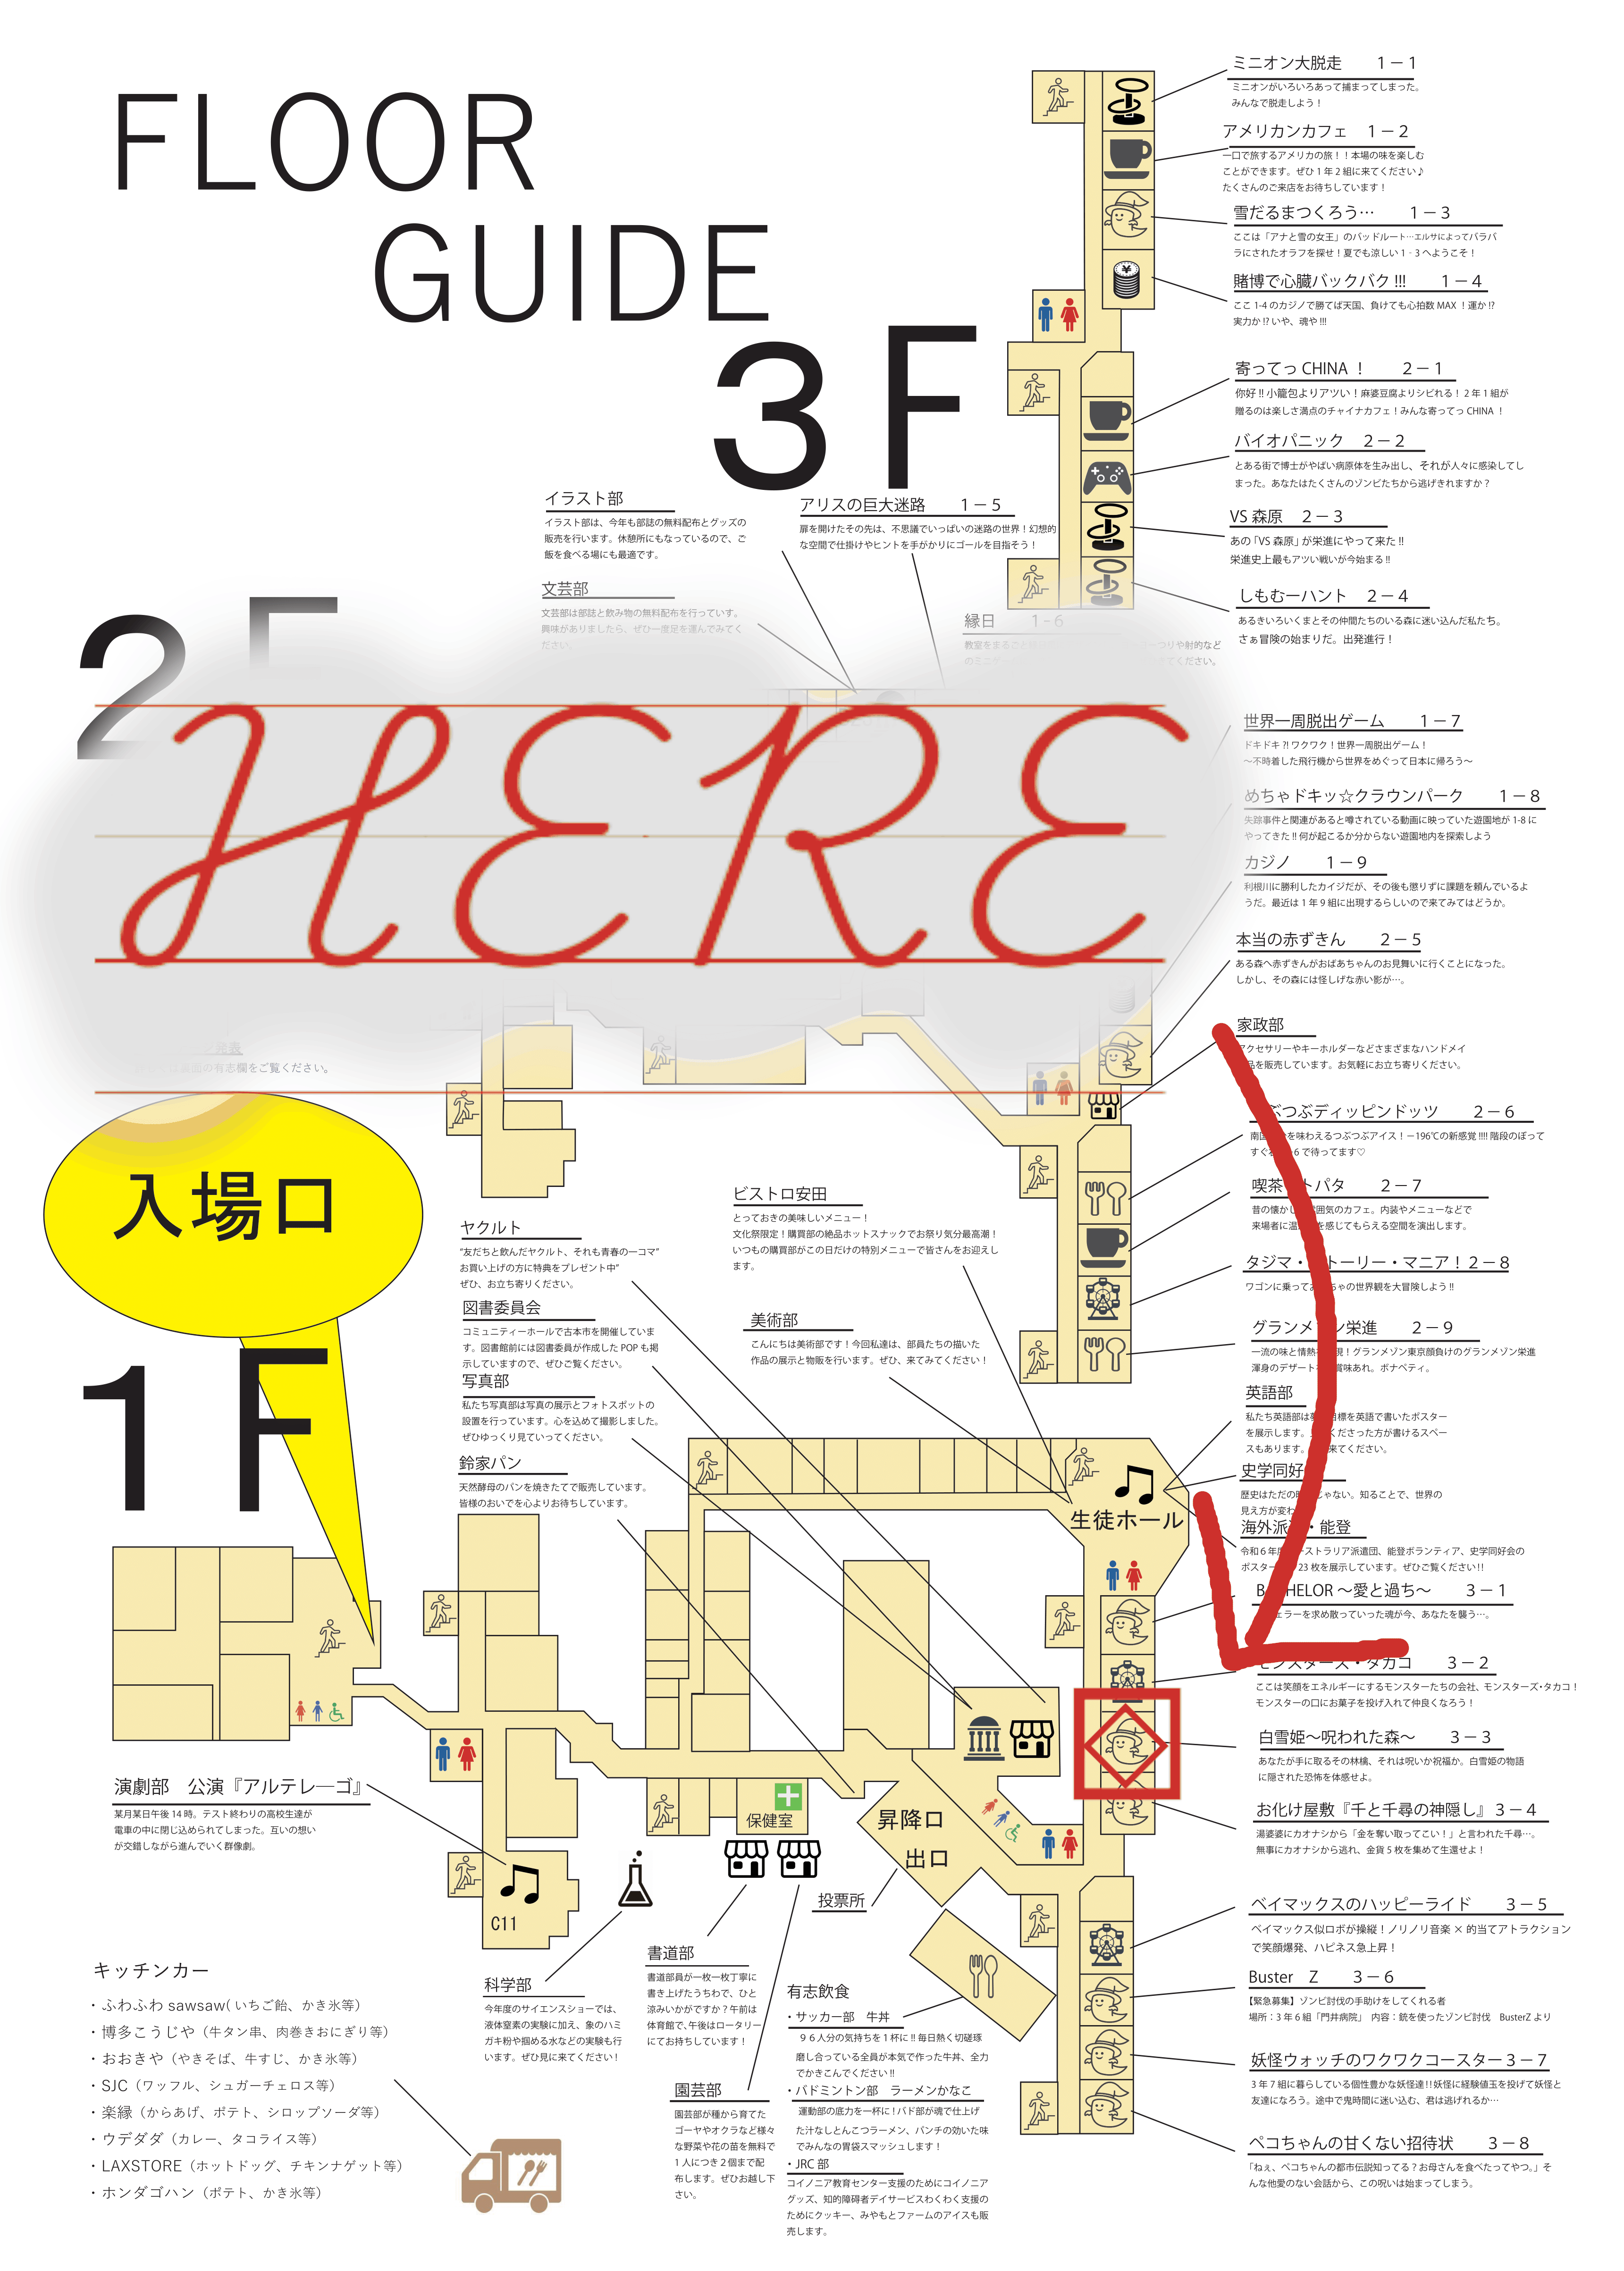 FLOOR
GUIDE
3F
ミニオン大脱走 1－1
ミニオンがいろいろあって捕まってしまった。
みんなで脱走しよう！
アメリカンカフェ 1－2
一口で旅するアメリカの旅！！本場の味を楽しむ
ことができます。ぜひ1年2組に来てください♪
たくさんのご来店をお待ちしています！
雪だるまつくろう… 1－3
ここは「アナと雪の女王」のバッドルート…エルサによってバラバ
ラにされたオラフを探せ！夏でも涼しい1‐3へようこそ！
賭博で心臓バックバク!!! 1－4
ここ1-4のカジノで勝てば天国、負けても心拍数MAX！運か!?
実力か!?いや、魂や!!!
寄ってっCHINA！ 2－1
你好!!小籠包よりアツい！麻婆豆腐よりシビれる！2年1組が
贈るのは楽しさ満点のチャイナカフェ！みんな寄ってっCHINA！
バイオパニック 2－2
とある街で博士がやばい病原体を生み出し、それが人々に感染してし
まった。あなたはたくさんのゾンビたちから逃げきれますか？
VS森原 2－3
あの「VS森原」が栄進にやって来た!!
栄進史上最もアツい戦いが今始まる!!
しもむーハント 2－4
あるきいろいくまとその仲間たちのいる森に迷い込んだ私たち。
さぁ冒険の始まりだ。出発進行！
イラスト部
イラスト部は、今年も部誌の無料配布とグッズの
販売を行います。休憩所にもなっているので、ご
飯を食べる場にも最適です。
アリスの巨大迷路 1－5
扉を開けたその先は、不思議でいっぱいの迷路の世界！幻想的
な空間で仕掛けやヒントを手がかりにゴールを目指そう！
文芸部
文芸部は部誌と飲み物の無料配布を行っています。
興味がありましたら、ぜひ一度足を運んでみてく
ださい
縁日 1-6
教室をまるごと
つりや射的など
てください。
2F
HERE
世界一周脱出ゲーム 1－7
ドキドキ?!ワクワク！世界一周脱出ゲーム！
～不時着した飛行機から世界をめぐって日本に帰ろう～
めちゃドキッ☆クラウンパーク 1－8
失踪事件と関連があると噂されている動画に映っていた遊園地が1-8に
やってきた!!何が起こるか分からない遊園地内を探索しよう
カジノ 1－9
利根川に勝利したカイジだが、その後も懲りずに課題を頼んでいるよ
うだ。最近は1年9組に出現するらしいので来てみてはどうか。
本当の赤ずきん 2－5
ある森へ赤ずきんがおばあちゃんのお見舞いに行くことになった。
しかし、その森には怪しげな赤い影が…。
発表
面の有志欄をご覧ください。
家政部
アクセサリーやキーホルダーなどさまざまなハンドメイ
品を販売しています。お気軽にお立ち寄りください。
ぶつぶディッピンドッツ 2－6
を味わえるつぶつぶアイス！－196℃の新感覚!!!!階段のぼって
すぐ 6で待ってます♡
喫茶 トパタ 2－7
昔の懐かし 囲気のカフェ。内装やメニューなどで
来場者に温 を感じてもらえる空間を演出します。
タジマ・ トーリー・マニア！2－8
ワゴンに乗ってお ちゃの世界観を大冒険しよう!!
グランメ ン栄進 2－9
一流の味と情熱 現！グランメゾン東京顔負けのグランメゾン栄進
渾身のデザート 賞味あれ。ボナペティ。
入場口
1F
ヤクルト
“友だちと飲んだヤクルト、それも青春の一コマ”
お買い上げの方に特典をプレゼント中”
ぜひ、お立ち寄りください。
図書委員会
コミュニティーホールで古本市を開催していま
す。図書館前には図書委員が作成したPOPも掲
示していますので、ぜひご覧ください。
写真部
私たち写真部は写真の展示とフォトスポットの
設置を行っています。心を込めて撮影しました。
ぜひゆっくり見ていってください。
鈴家パン
天然酵母のパンを焼きたてで販売しています。
皆様のおいでを心よりお待ちしています。
ビストロ安田
とっておきの美味しいメニュー！
文化祭限定！購買部の絶品ホットスナックでお祭り気分最高潮！
いつもの購買部がこの日だけの特別メニューで皆さんをお迎えし
ます。
美術部
こんにちは美術部です！今回私達は、部員たちの描いた
作品の展示と物販を行います。ぜひ、来てみてください！
英語部
私たち英語部は 目標を英語で書いたポスター
を展示します。 くださった方が書けるスペー
スもあります。 来てください。
史学同好
歴史はただの じゃない。知ることで、世界の
見え方が変わ
海外派 ・能登
令和6年 ーストラリア派遣団、能登ボランティア、史学同好会の
ポスター 23枚を展示しています。ぜひご覧ください!!
B HELOR～愛と過ち～ 3－1
ェラーを求め散っていった魂が今、あなたを襲う…。
モンスターズ・タカコ 3－2
ここは笑顔をエネルギーにするモンスターたちの会社、モンスターズ・タカコ！
モンスターの口にお菓子を投げ入れて仲良くなろう！
白雪姫～呪われた森～ 3－3
あなたが手に取るその林檎、それは呪いか祝福か。白雪姫の物語
に隠された恐怖を体感せよ。
お化け屋敷『千と千尋の神隠し』3－4
湯婆婆にカオナシから「金を奪い取ってこい！」と言われた千尋…。
無事にカオナシから逃れ、金貨5枚を集めて生還せよ！
ベイマックスのハッピーライド 3－5
ベイマックス似ロボが操縦！ノリノリ音楽×的当てアトラクション
で笑顔爆発、ハピネス急上昇！
Buster Z 3－6
【緊急募集】ゾンビ討伐の手助けをしてくれる者
場所：3年6組「門井病院」 内容：銃を使ったゾンビ討伐 BusterZより
妖怪ウォッチのワクワクコースター3－7
3年7組に暮らしている個性豊かな妖怪達!!妖怪に経験値玉を投げて妖怪と
友達になろう。途中で鬼時間に迷い込む、君は逃げれるか…
ペコちゃんの甘くない招待状 3－8
「ねぇ、ペコちゃんの都市伝説知ってる？お母さんを食べたってやつ。」そ
んな他愛のない会話から、この呪いは始まってしまう。
生徒ホール
保健室
昇降口
出口
投票所
C11
演劇部 公演『アルテレーゴ』
某月某日午後14時。テスト終わりの高校生達が
電車の中に閉じ込められてしまった。互いの想い
が交錯しながら進んでいく群像劇。
科学部
今年度のサイエンスショーでは、
液体窒素の実験に加え、象のハミ
ガキ粉や掴める水などの実験も行
います。ぜひ見に来てください！
書道部
書道部員が一枚一枚丁寧に
書き上げたうちわで、ひと
涼みいかがですか？午前は
体育館で、午後はロータリー
にてお持ちしています！
園芸部
園芸部が種から育てた
ゴーヤやオクラなど様々
な野菜や花の苗を無料で
1人につき2個まで配
布します。ぜひお越し下
さい。
有志飲食
・サッカー部 牛丼
９６人分の気持ちを1杯に!!毎日熱く切磋琢
磨し合っている全員が本気で作った牛丼、全力
でかきこんでください!!
・バドミントン部 ラーメンかなこ
運動部の底力を一杯に！バド部が魂で仕上げ
た汁なしとんこつラーメン、パンチの効いた味
でみんなの胃袋スマッシュします！
・JRC部
コイノニア教育センター支援のためにコイノニア
グッズ、知的障碍者デイサービスわくわく支援の
ためにクッキー、みやもとファームのアイスも販
売します。
キッチンカー
・ふわふわsawsaw(いちご飴、かき氷等）
・博多こうじや（牛タン串、肉巻きおにぎり等）
・おおきや（やきそば、牛すじ、かき氷等）
・SJC（ワッフル、シュガーチェロス等）
・楽縁（からあげ、ポテト、シロップソーダ等）
・ウデダダ（カレー、タコライス等）
・LAXSTORE（ホットドッグ、チキンナゲット等）
・ホンダゴハン（ポテト、かき氷等）